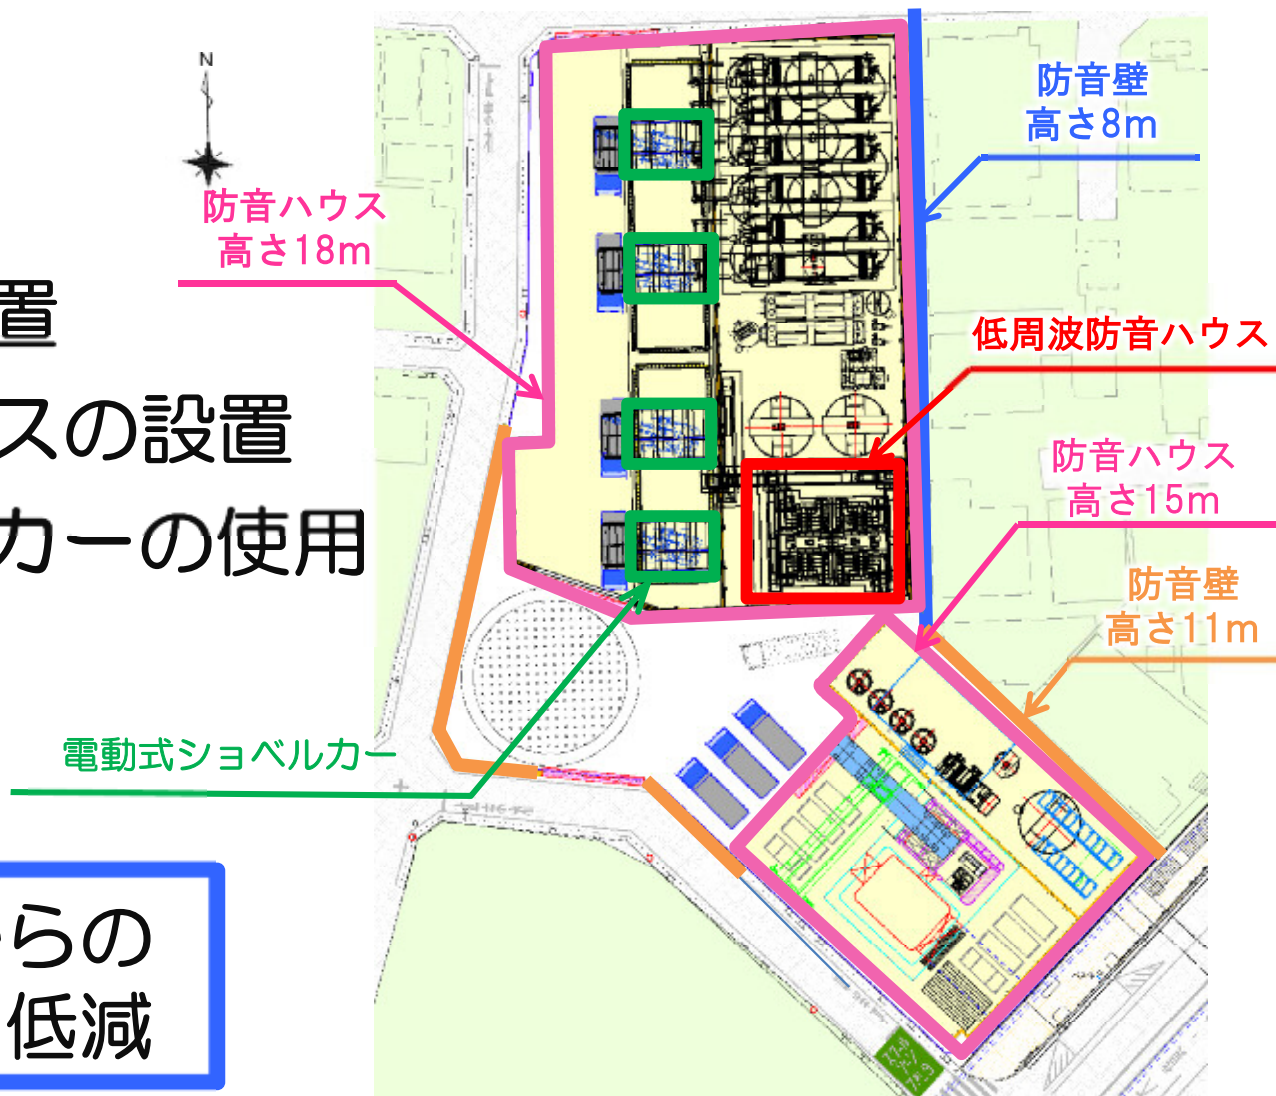 N
防音壁
高さ8m
防音ハウス
高さ18m
置
低周波防音ハウス
スの設置
防音ハウス
高さ15m
カーの使用
防音壁
高さ11m
電動式ショベルカー
らの
低減